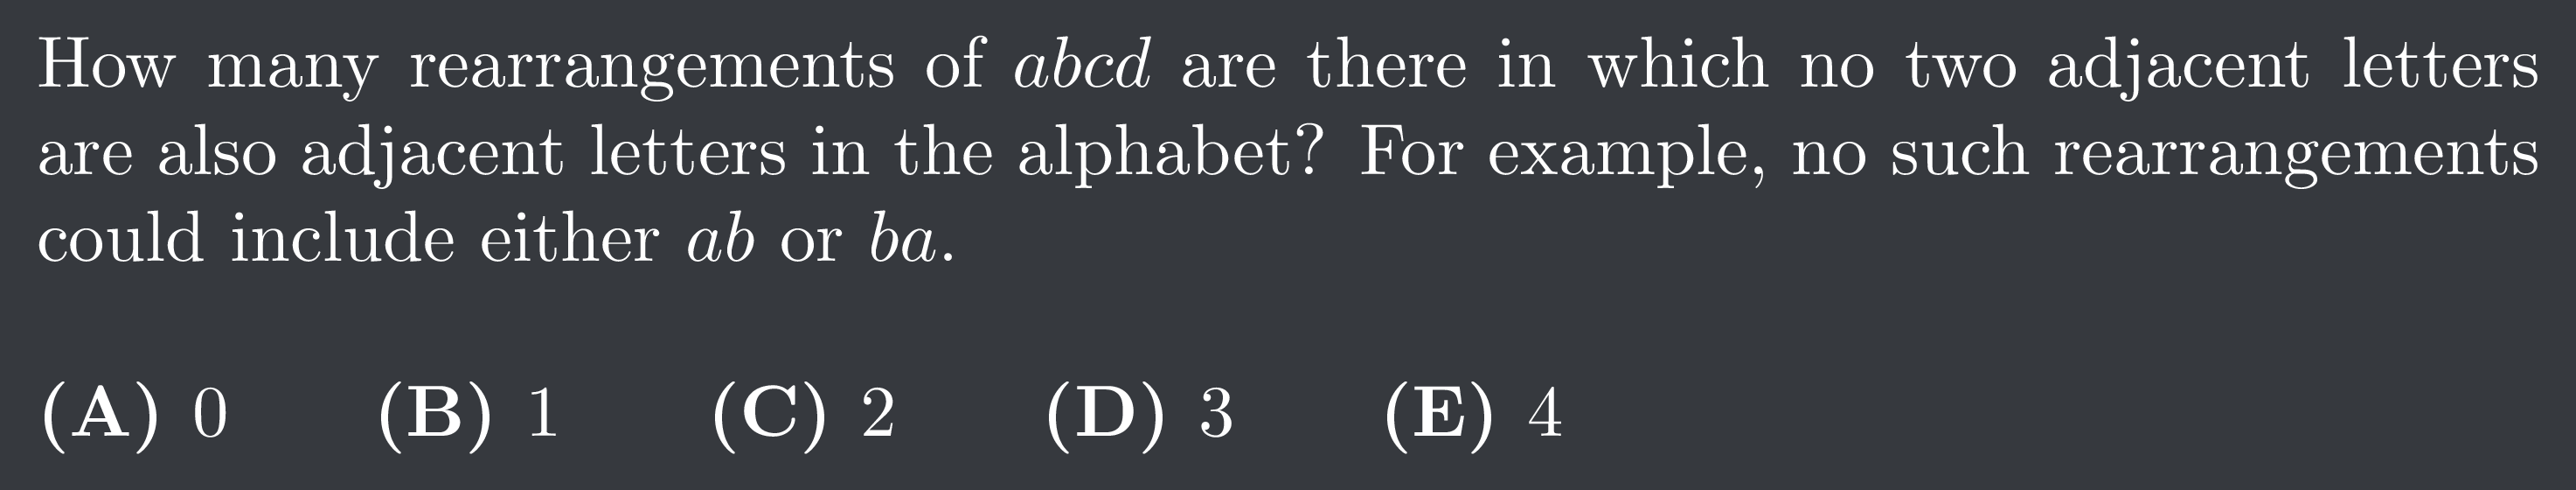 How many rearrangements of abcd are there in which no two adjacent letters
are also adjacent letters in the alphabet? For example, no such rearrangements
could include either ab or ba.
(A) 0 (B) 1 (C) 2 (D) 3 (E) 4